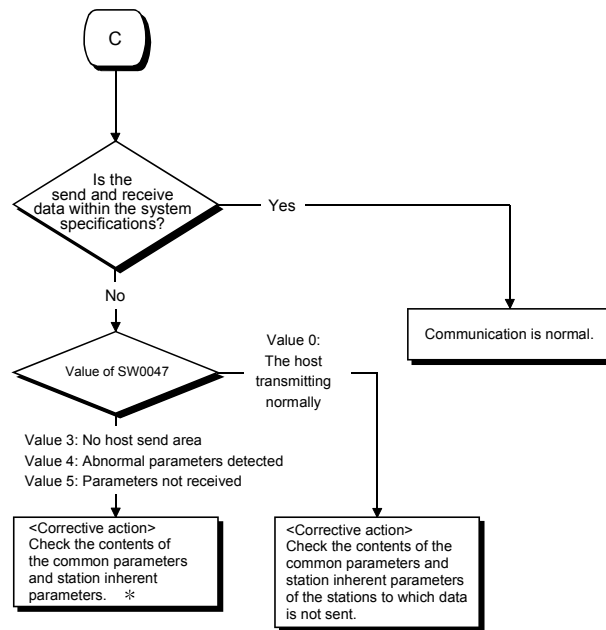 C
Is the
send and receive
data within the system
specifications?
Yes
No
Communication is normal.
Value of SW0047
Value 0:
The host
transmitting
normally
Value 3: No host send area
Value 4: Abnormal parameters detected
Value 5: Parameters not received
<Corrective action>
Check the contents of
the common parameters
and station inherent
parameters. *
<Corrective action>
Check the contents of the
common parameters and
station inherent parameters
of the stations to which data
is not sent.